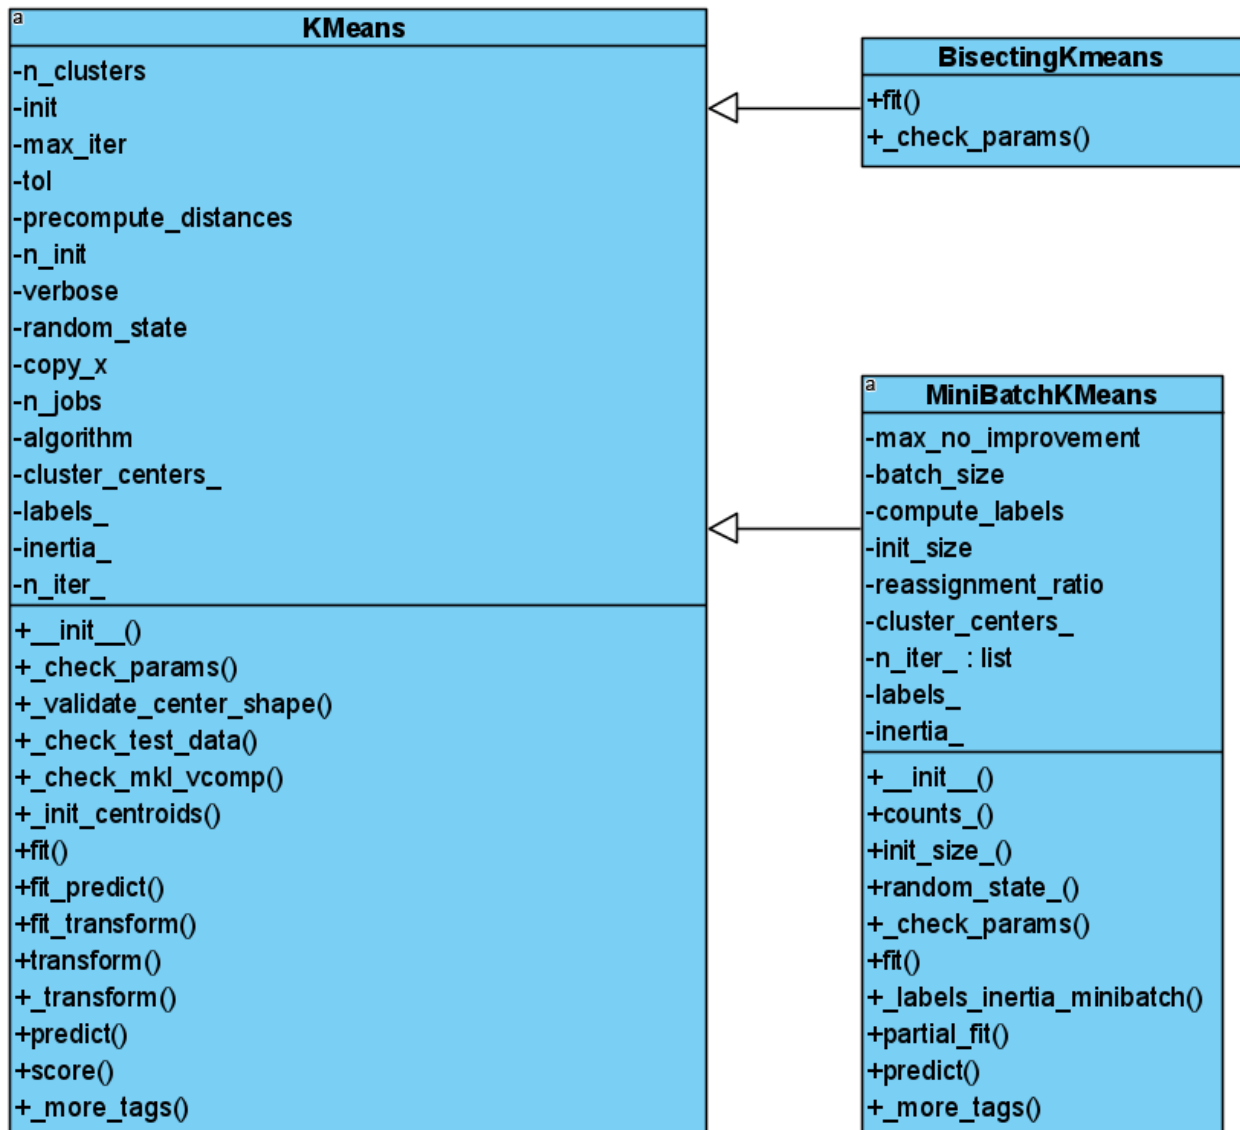 a
KMeans
-n_clusters
-init
-max_iter
-tol
-precompute_distances
-n_init
-verbose
-random_state
-copy_x
-n_jobs
-algorithm
-cluster_centers_
-labels_
-inertia_
-n_iter_
+__init__()
+_check_params()
+_validate_center_shape()
+_check_test_data()
+_check_mkl_vcomp()
+_init_centroids()
+fit()
+fit_predict()
+fit_transform()
+transform()
+_transform()
+predict()
+score()
+_more_tags()
BisectingKmeans
+fit()
+_check_params()
a
MiniBatchKMeans
-max_no_improvement
-batch_size
-compute_labels
-init_size
-reassignment_ratio
-cluster_centers_
-n_iter_ : list
-labels_
-inertia_
+__init__()
+counts_()
+init_size_()
+random_state_()
+_check_params()
+fit()
+_labels_inertia_minibatch()
+partial_fit()
+predict()
+_more_tags()